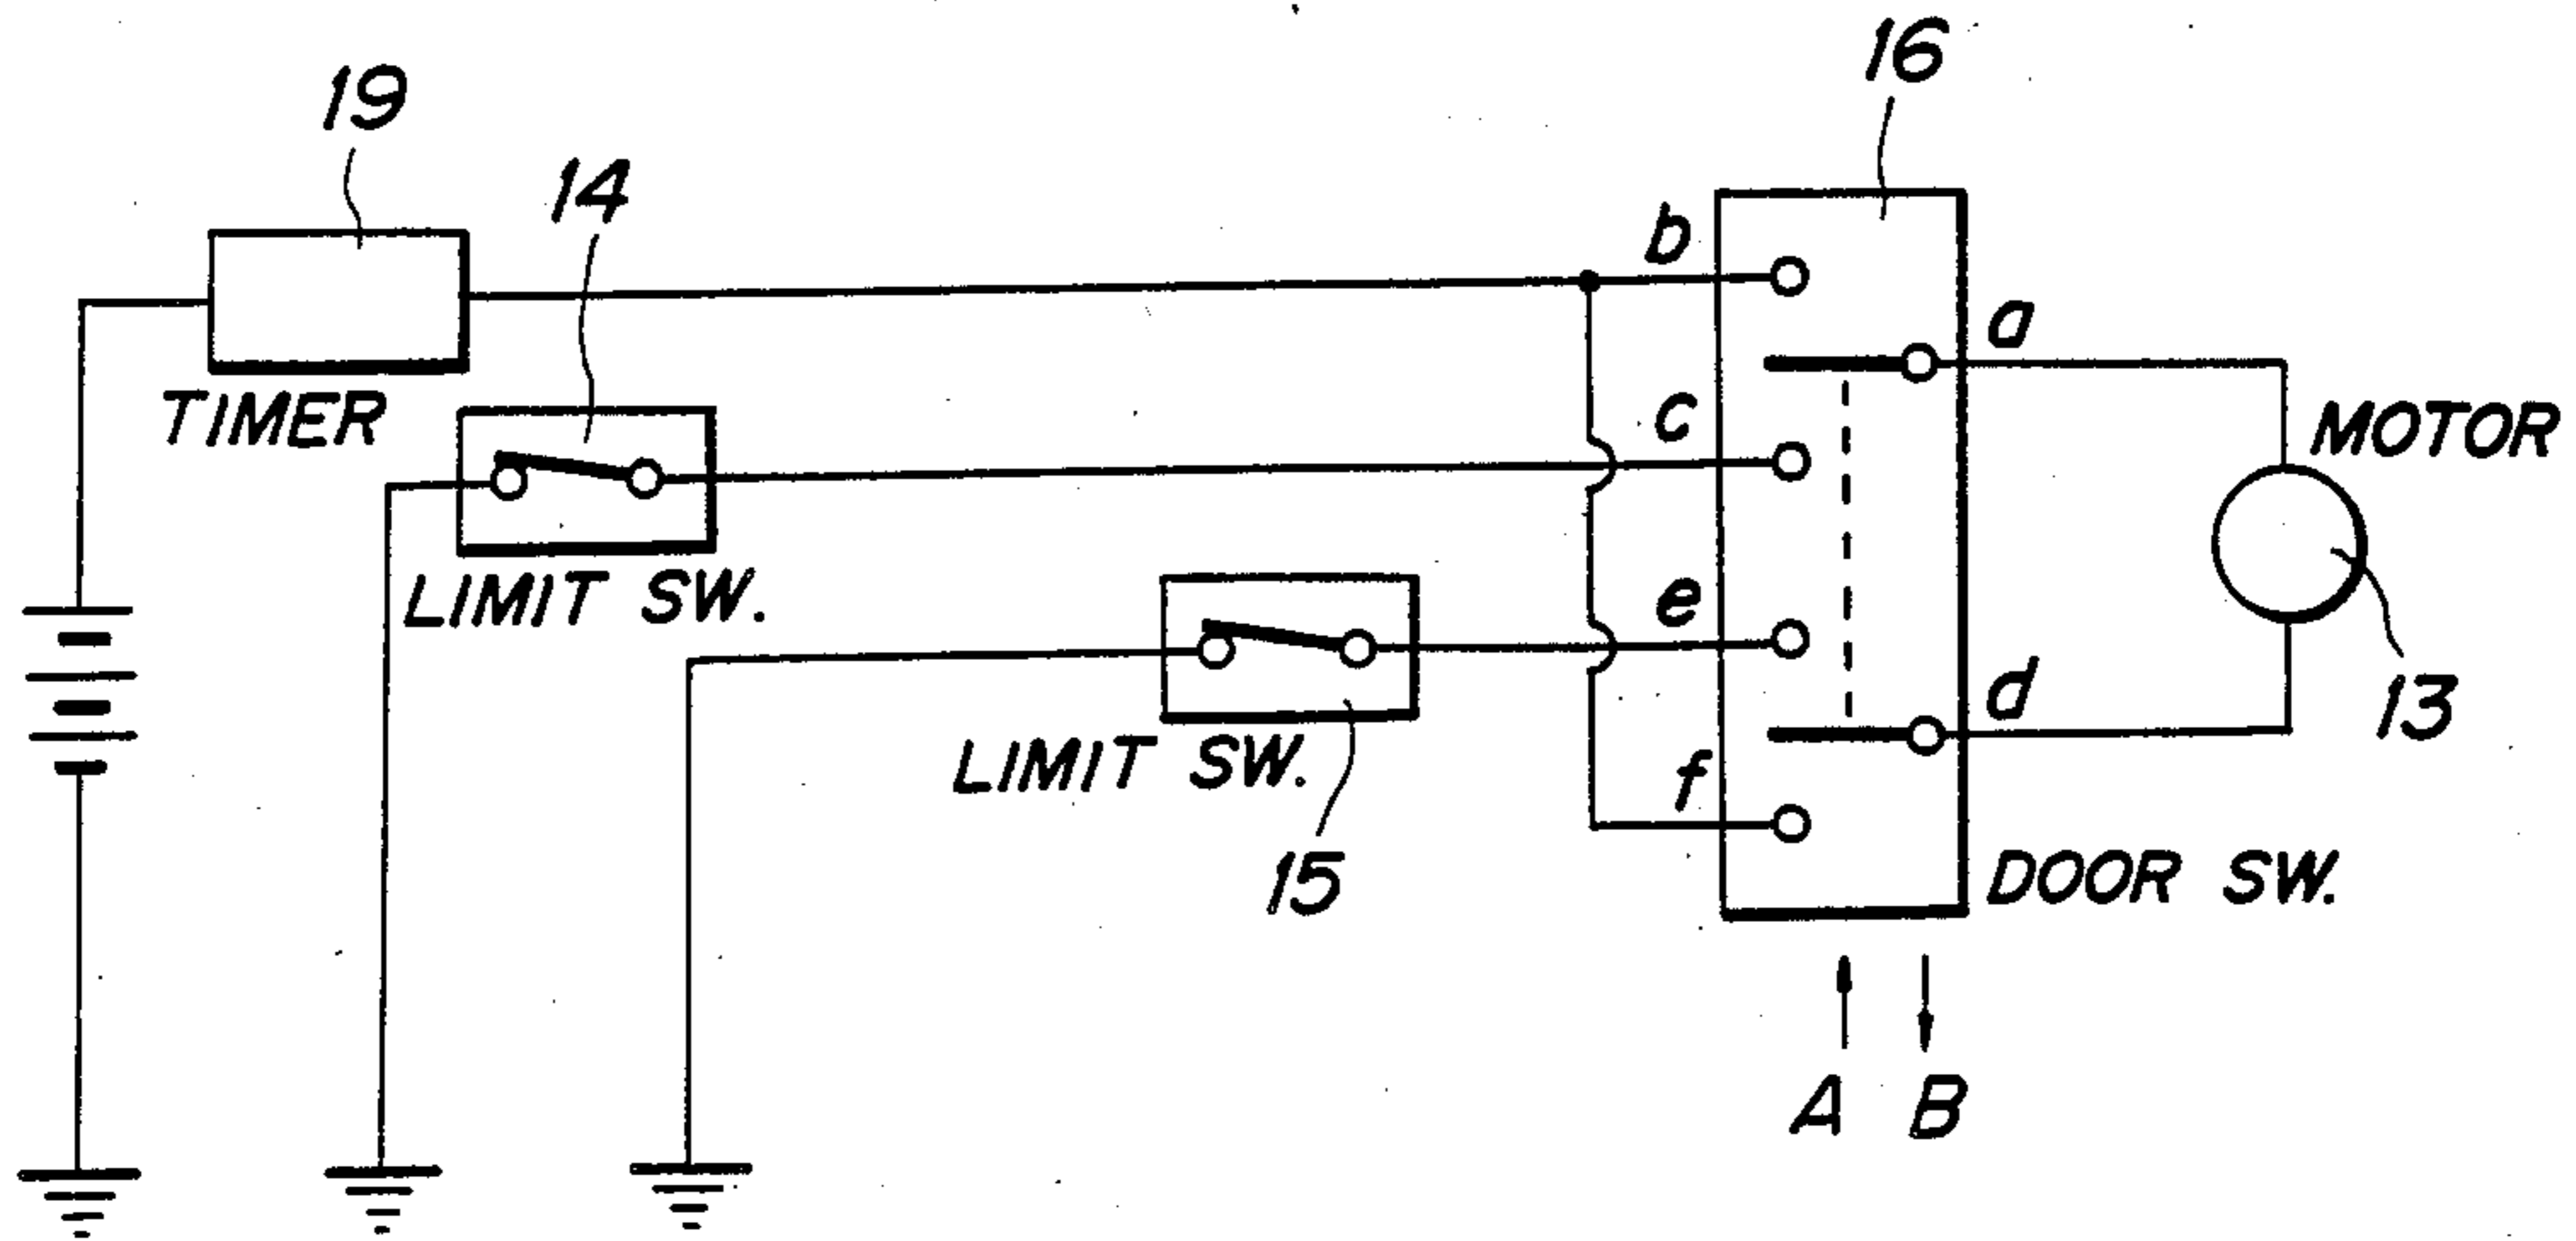 16
19
14
b
a
TIMER
c
MOTOR
LIMIT SW.
e
d
13
LIMIT SW.
f
15
DOOR SW.
A B